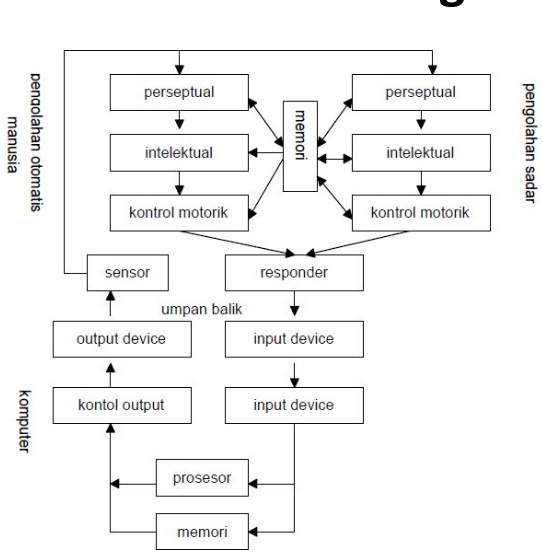 perseptual
perseptual
memori
intelektual
intelektual
kontrol motorik
kontrol motorik
pengolahan otomatis
manusia
pengolahan sadar
sensor
responder
umpan balik
output device
input device
kontol output
input device
komputer
prosesor
memori